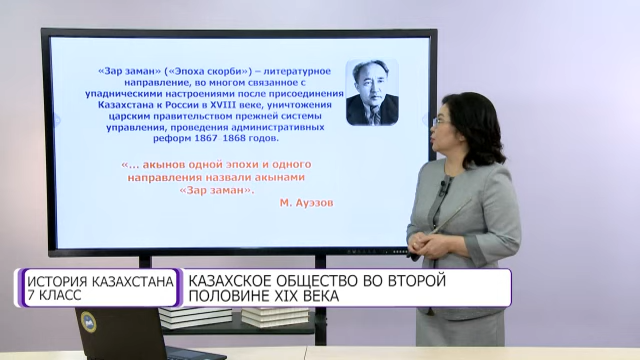 «Зар заман» («Эпоха скорби») – литературное
направление, во многом связанное с
упадническими настроениями после присоединения
Казахстана к России в XVIII веке, уничтожения
царским правительством прежней системы
управления, проведения административных
реформ 1867 1868 годов.
«... акынов одной эпохи и одного
направления назвали акынами
«Зар заман».
М. Ауэзов
ИСТОРИЯ КАЗАХСТАНА
7 КЛАСС
КАЗАХСКОЕ ОБЩЕСТВО ВО ВТОРОЙ
ПОЛОВИНЕ XIX ВЕКА